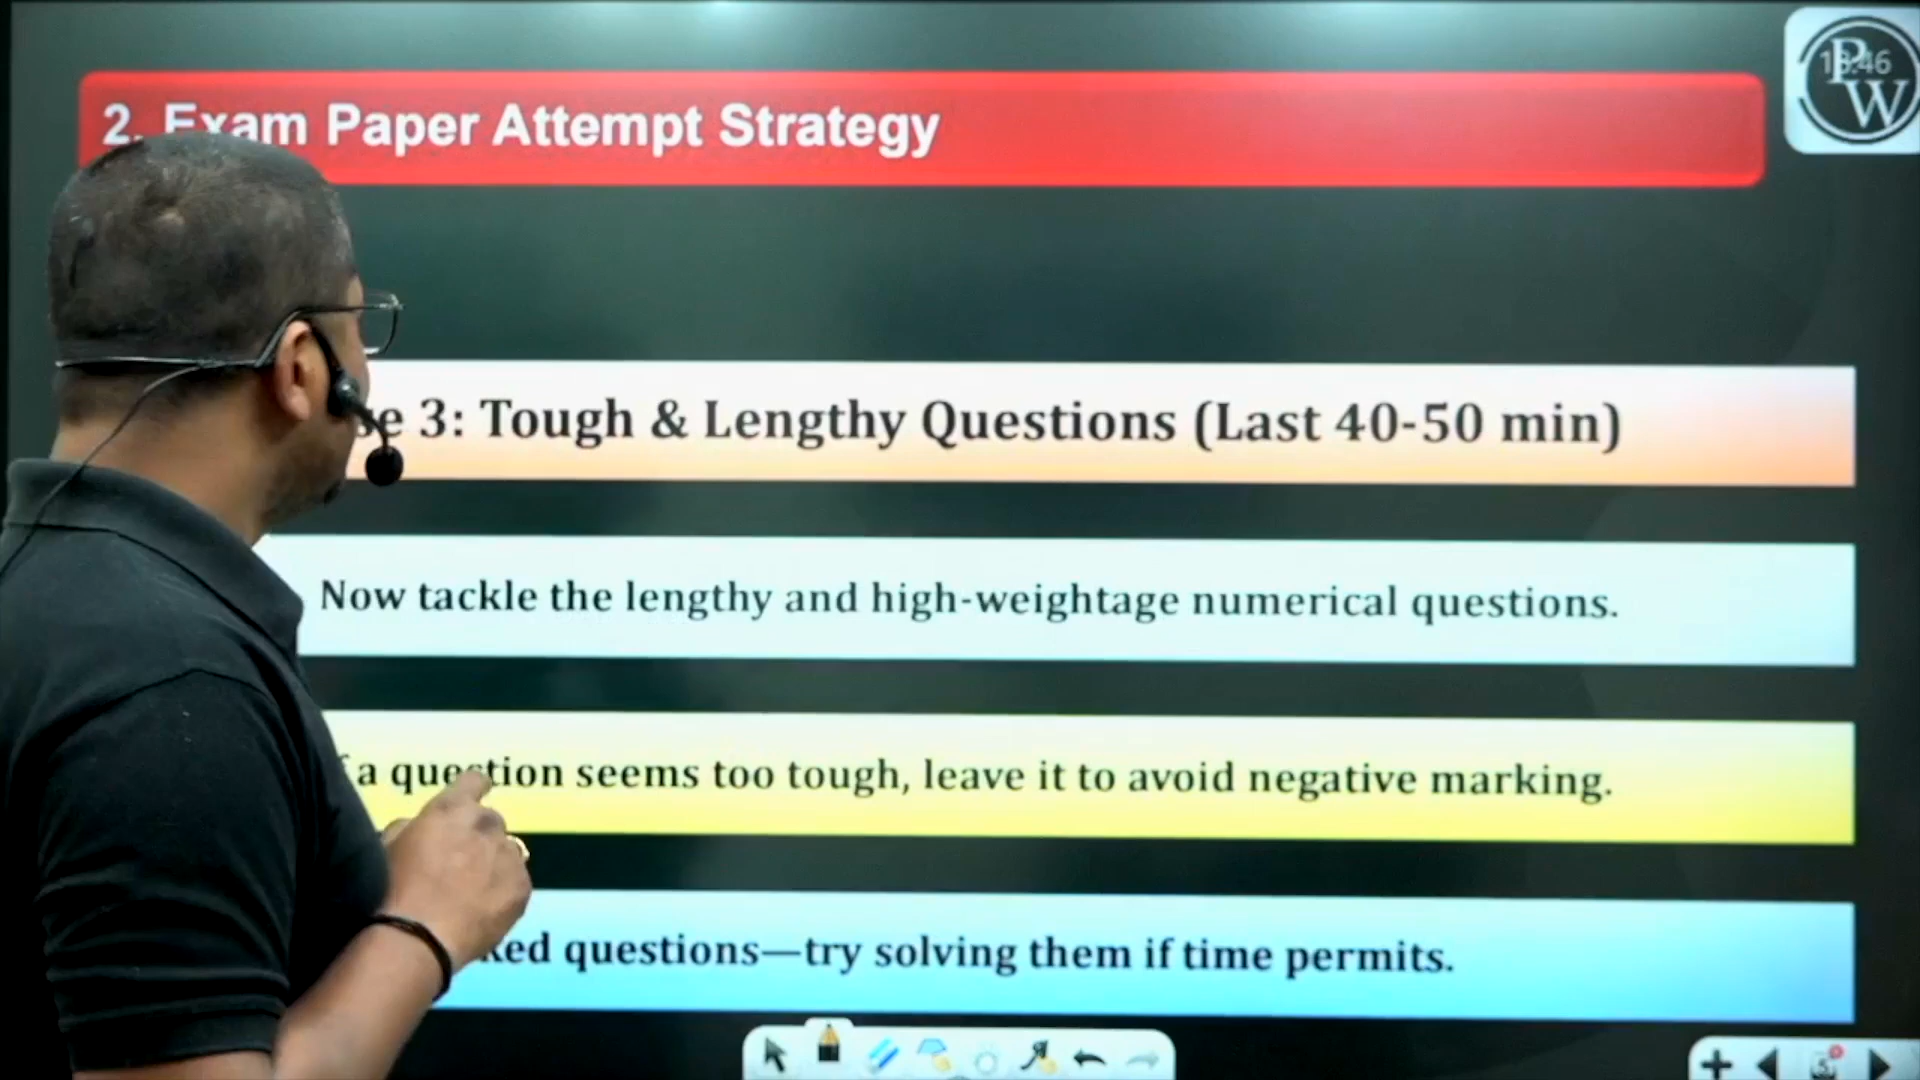 2. Exam Paper Attempt Strategy
PW
3: Tough & Lengthy Questions (Last 40-50 min)
Now tackle the lengthy and high-weightage numerical questions.
a question seems too tough, leave it to avoid negative marking.
questions—try solving them if time permits.